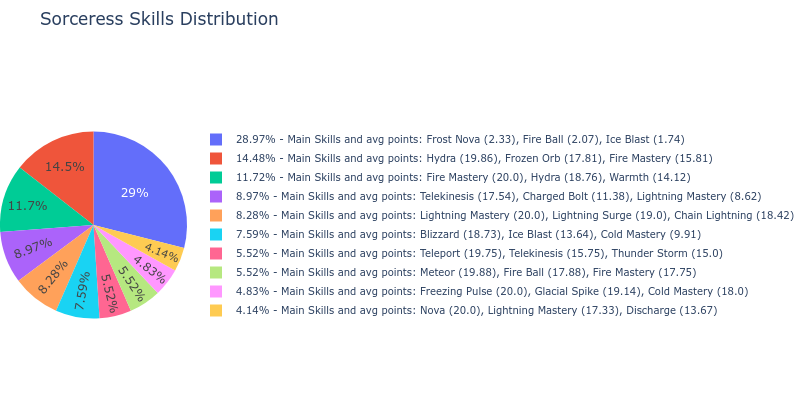 Sorceress Skills Distribution
29%
14.5%
11.7%
8.97%
8.28%
7.59%
5.52%
5.52%
4.83%
4.14%
28.97% - Main Skills and avg points: Frost Nova (2.33), Fire Ball (2.07), Ice Blast (1.74)
14.48% - Main Skills and avg points: Hydra (19.86), Frozen Orb (17.81), Fire Mastery (15.81)
11.72% - Main Skills and avg points: Fire Mastery (20.0), Hydra (18.76), Warmth (14.12)
8.97% - Main Skills and avg points: Telekinesis (17.54), Charged Bolt (11.38), Lightning Mastery (8.62)
8.28% - Main Skills and avg points: Lightning Mastery (20.0), Lightning Surge (19.0), Chain Lightning (18.42)
7.59% - Main Skills and avg points: Blizzard (18.73), Ice Blast (13.64), Cold Mastery (9.91)
5.52% - Main Skills and avg points: Teleport (19.75), Telekinesis (15.75), Thunder Storm (15.0)
5.52% - Main Skills and avg points: Meteor (19.88), Fire Ball (17.88), Fire Mastery (17.75)
4.83% - Main Skills and avg points: Freezing Pulse (20.0), Glacial Spike (19.14), Cold Mastery (18.0)
4.14% - Main Skills and avg points: Nova (20.0), Lightning Mastery (17.33), Discharge (13.67)